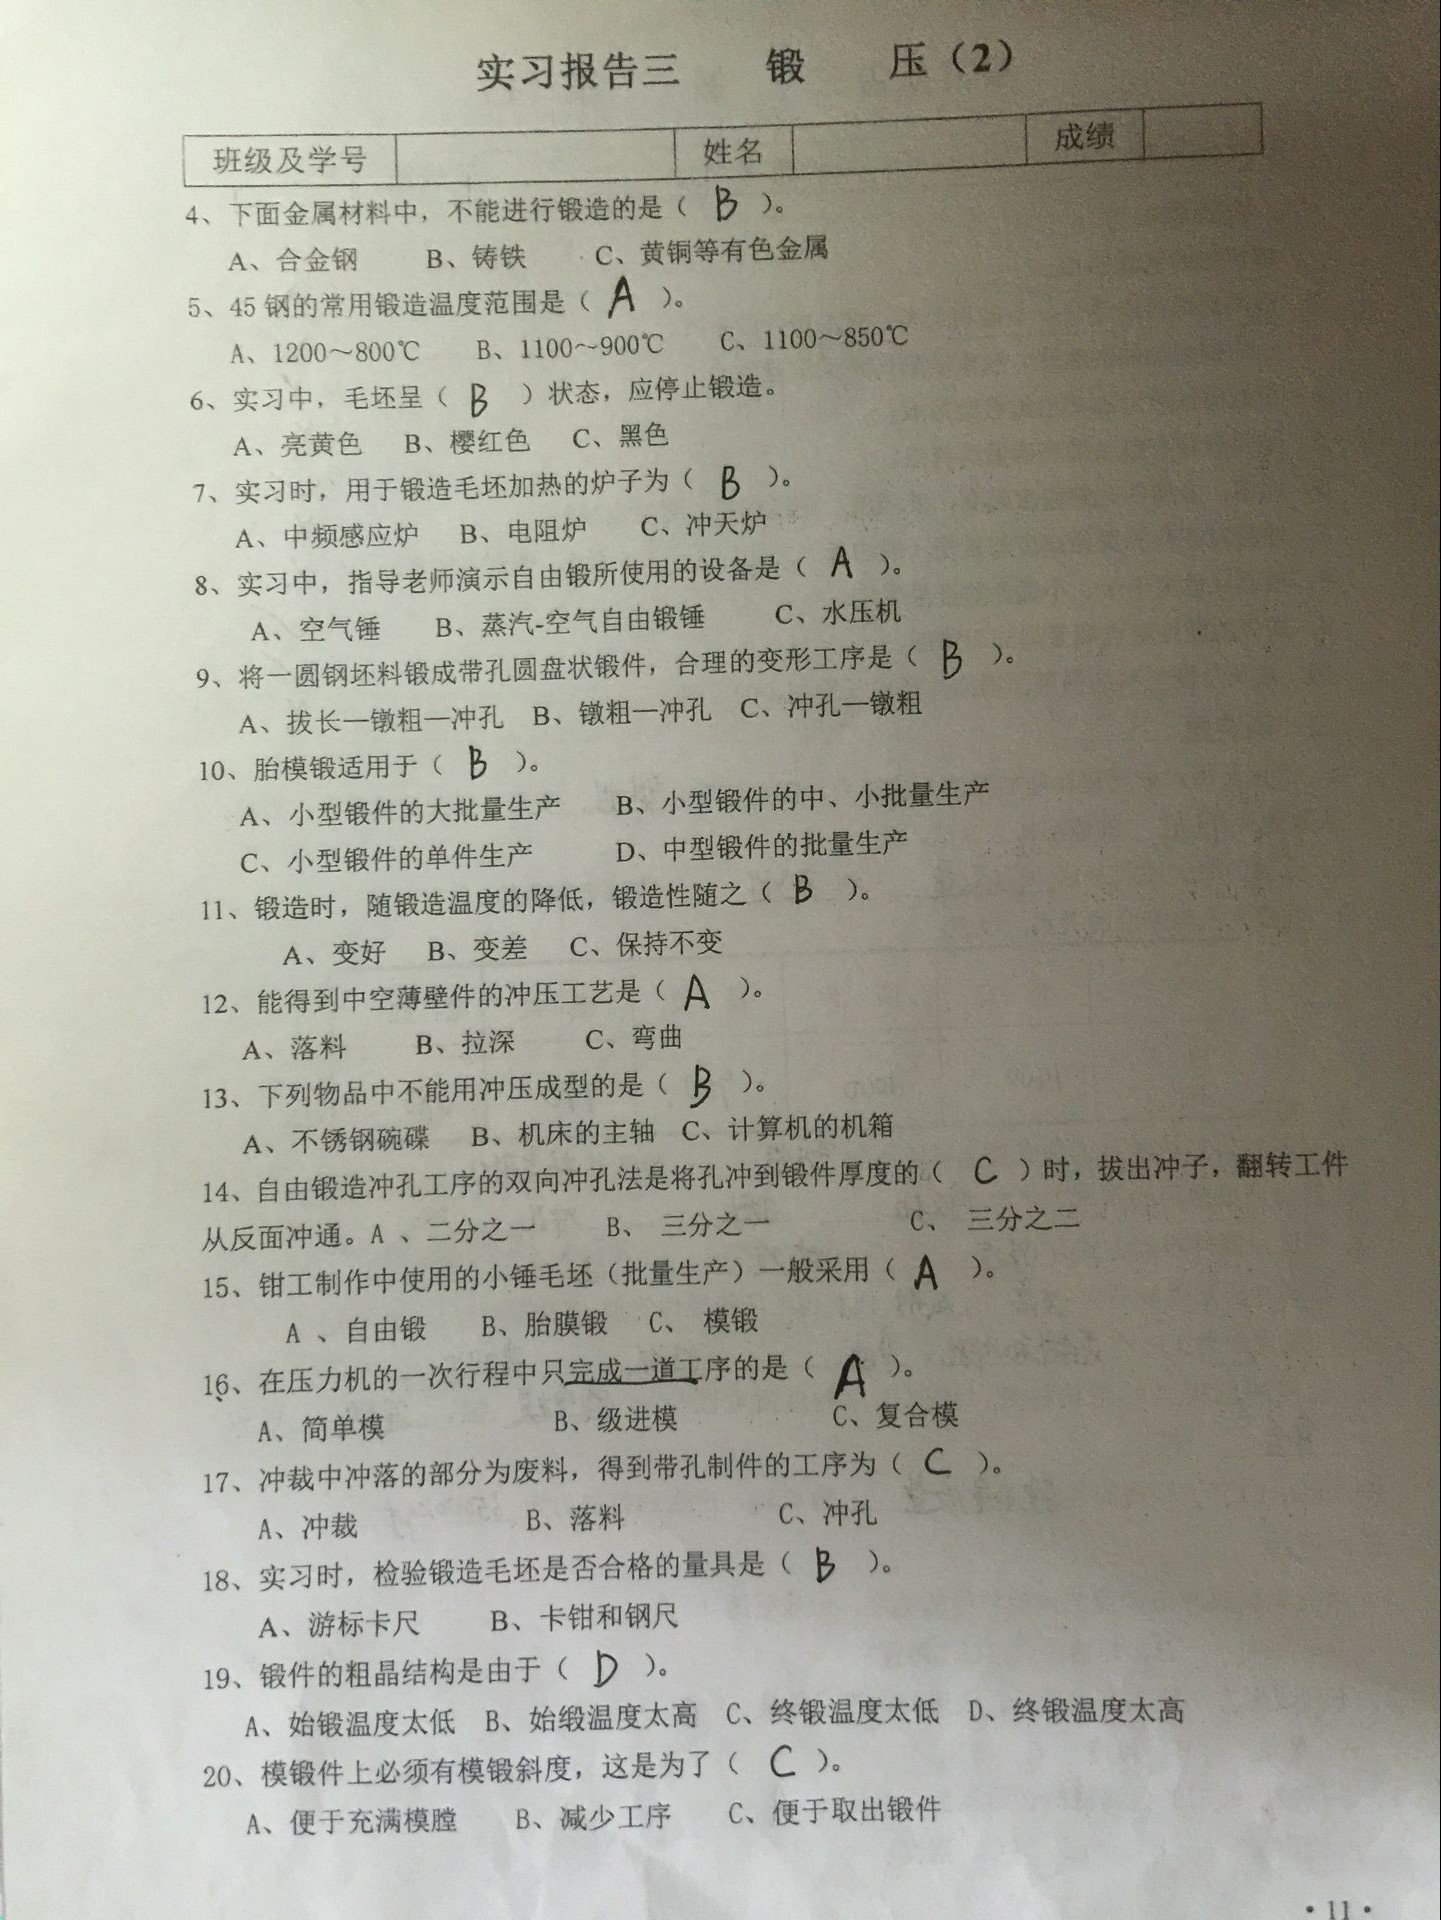 实习报告三 锻 压（2）
班级及学号 姓名 成绩
4、下面金属材料中，不能进行锻造的是（ B ）。
A、合金钢 B、铸铁 C、黄铜等有色金属
5、45 钢的常用锻造温度范围是（ A ）。
A、1200～800℃ B、1100～900℃ C、1100～850℃
6、实习中，毛坯呈（ B ）状态，应停止锻造。
A、亮黄色 B、樱红色 C、黑色
7、实习时，用于锻造毛坯加热的炉子为（ B ）。
A、中频感应炉 B、电阻炉 C、冲天炉
8、实习中，指导老师演示自由锻所使用的设备是（ A ）。
A、空气锤 B、蒸汽-空气自由锻锤 C、水压机
9、将一圆钢坯料锻成带孔圆盘状锻件，合理的变形工序是（ B ）。
A、拔长—镦粗—冲孔 B、镦粗—冲孔 C、冲孔—镦粗
10、胎模锻适用于（ B ）。
A、小型锻件的大批量生产 B、小型锻件的中、小批量生产
C、小型锻件的单件生产 D、中型锻件的批量生产
11、锻造时，随锻造温度的降低，锻造性随之（ B ）。
A、变好 B、变差 C、保持不变
12、能得到中空薄壁件的冲压工艺是（ A ）。
A、落料 B、拉深 C、弯曲
13、下列物品中不能用冲压成型的是（ B ）。
A、不锈钢碗碟 B、机床的主轴 C、计算机的机箱
14、自由锻造冲孔工序的双向冲孔法是将孔冲到锻件厚度的（ C ）时，拔出冲子，翻转工件
从反面冲通。A 、二分之一 B、 三分之一 C、 三分之二
15、钳工制作中使用的小锤毛坯（批量生产）一般采用（ A ）。
A 、自由锻 B、胎膜锻 C、 模锻
16、在压力机的一次行程中只完成一道工序的是（ A ）。
A、简单模 B、级进模 C、复合模
17、冲裁中冲落的部分为废料，得到带孔制件的工序为（ C ）。
A、冲裁 B、落料 C、冲孔
18、实习时，检验锻造毛坯是否合格的量具是（ B ）。
A、游标卡尺 B、卡钳和钢尺
19、锻件的粗晶结构是由于（ D ）。
A、始锻温度太低 B、始缎温度太高 C、终锻温度太低 D、终锻温度太高
20、模锻件上必须有模锻斜度，这是为了（ C ）。
A、便于充满模膛 B、减少工序 C、便于取出锻件
·11·